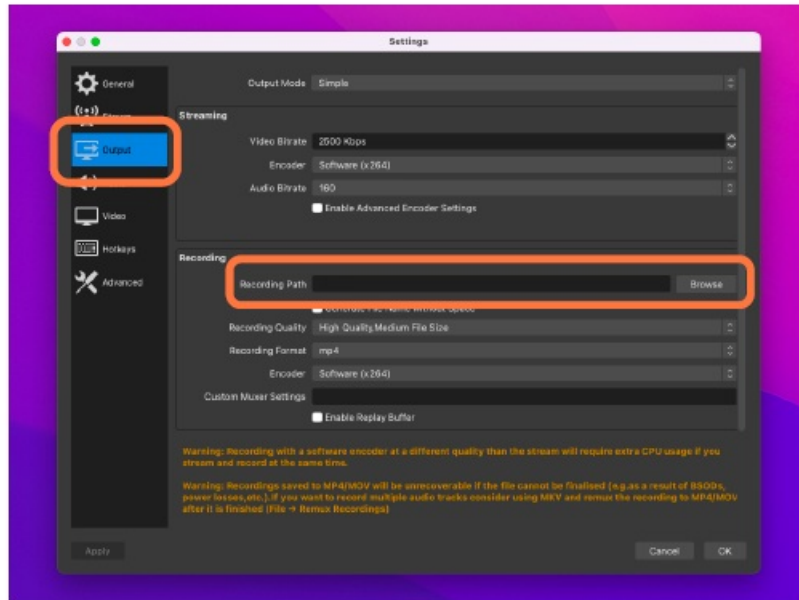 Settings
General
Output
Video
Hotkeys
Advanced
Output Mode Simple
Streaming
Video Bitrate 2500 Kbps
Encoder Software (x264)
Audio Bitrate 160
Enable Advanced Encoder Settings
Recording
Recording Path Browse
Generate File Name without Space
Recording Quality High Quality,Medium File Size
Recording Format mp4
Encoder Software (x264)
Custom Muxer Settings
Enable Replay Buffer
Warning: Recording with a software encoder at a different quality than the stream will require extra CPU usage if you
stream and record at the same time.
Warning: Recordings saved to MP4/MOV will be unrecoverable if the file cannot be finalised (e.g.as a result of BSODs,
power losses,etc.).If you want to record multiple audio tracks consider using MKV and remux the recording to MP4/MOV
after it is finished (File → Remux Recordings)
Apply Cancel OK